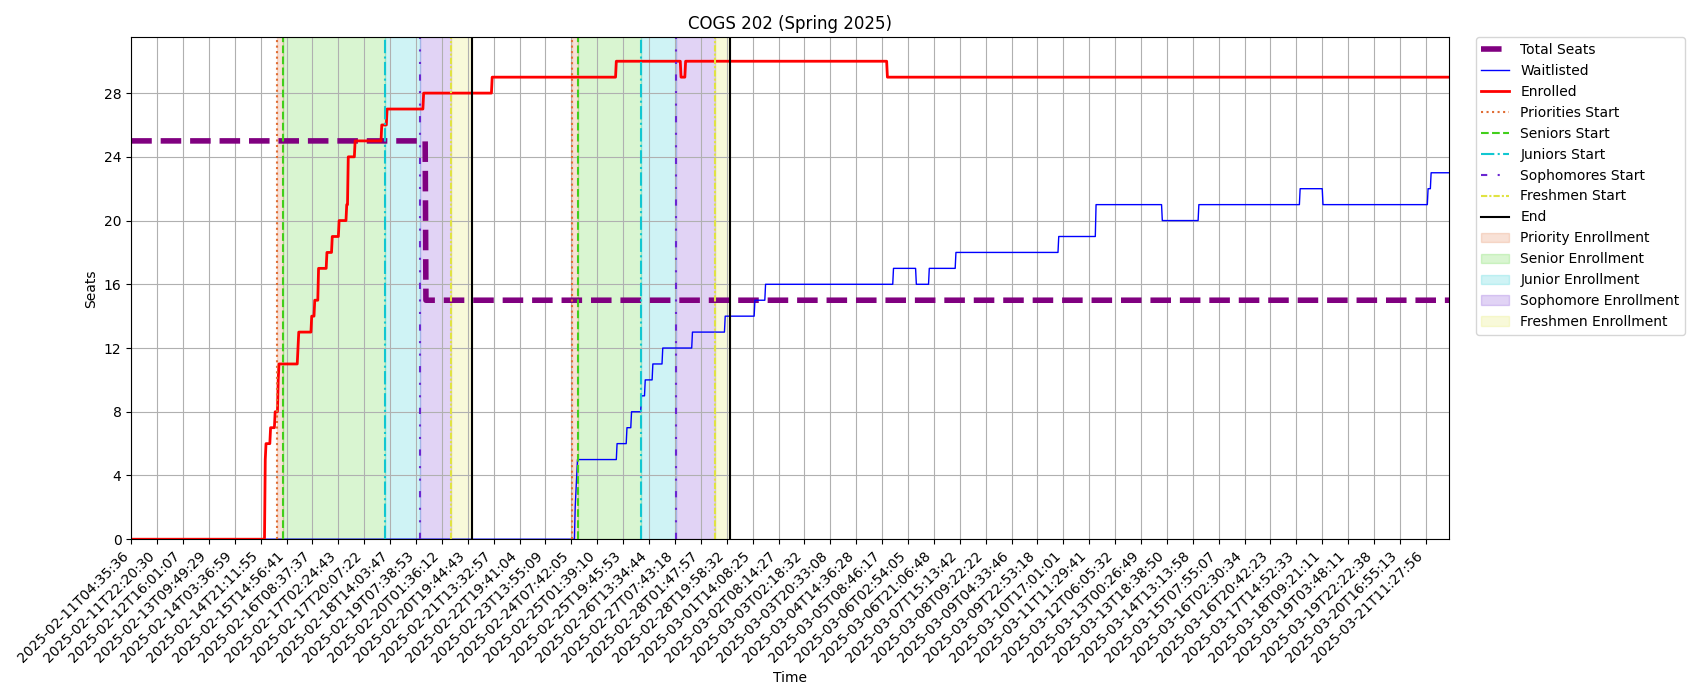 COGS 202 (Spring 2025)
Seats
28
24
20
16
12
8
4
0
2025-02-11T04:35:36
2025-02-11T22:20:30
2025-02-12T16:01:07
2025-02-13T09:49:29
2025-02-14T03:36:59
2025-02-14T21:11:55
2025-02-15T14:56:41
2025-02-16T08:37:37
2025-02-17T02:24:43
2025-02-17T20:07:22
2025-02-18T14:03:47
2025-02-19T07:38:53
2025-02-20T01:36:12
2025-02-20T19:44:43
2025-02-21T13:32:57
2025-02-22T19:41:04
2025-02-23T13:55:09
2025-02-24T07:42:05
2025-02-25T01:39:10
2025-02-25T19:45:53
2025-02-26T13:34:44
2025-02-27T07:43:18
2025-02-28T01:47:57
2025-02-28T19:58:32
2025-03-01T14:08:25
2025-03-02T08:14:27
2025-03-03T02:18:32
2025-03-03T20:33:08
2025-03-04T14:36:28
2025-03-05T08:46:17
2025-03-06T02:54:05
2025-03-06T21:06:48
2025-03-07T15:13:42
2025-03-08T09:22:22
2025-03-09T04:33:46
2025-03-09T22:53:18
2025-03-10T17:01:01
2025-03-11T11:29:41
2025-03-12T06:05:32
2025-03-13T00:26:49
2025-03-13T18:38:50
2025-03-14T13:13:58
2025-03-15T07:55:07
2025-03-16T02:30:34
2025-03-16T20:42:23
2025-03-17T14:52:33
2025-03-18T09:21:11
2025-03-19T03:48:11
2025-03-19T22:22:38
2025-03-20T16:55:13
2025-03-21T11:27:56
Time
Total Seats
Waitlisted
Enrolled
Priorities Start
Seniors Start
Juniors Start
Sophomores Start
Freshmen Start
End
Priority Enrollment
Senior Enrollment
Junior Enrollment
Sophomore Enrollment
Freshmen Enrollment